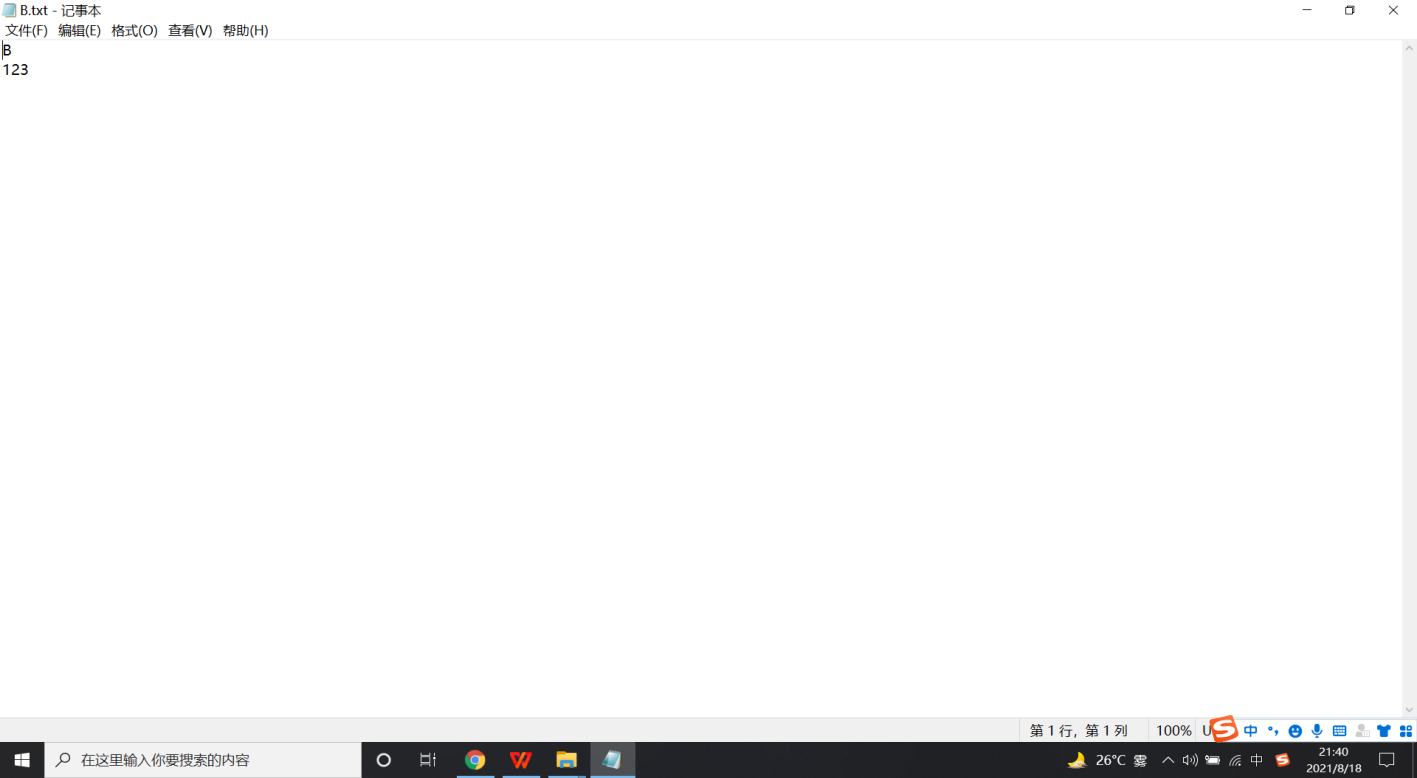 B.txt - 记事本
文件(F) 编辑(E) 格式(O) 查看(V) 帮助(H)
B
123
第 1 行，第 1 列 100% U 中
在这里输入你要搜索的内容 26°C 雾 中 21:40
2021/8/18